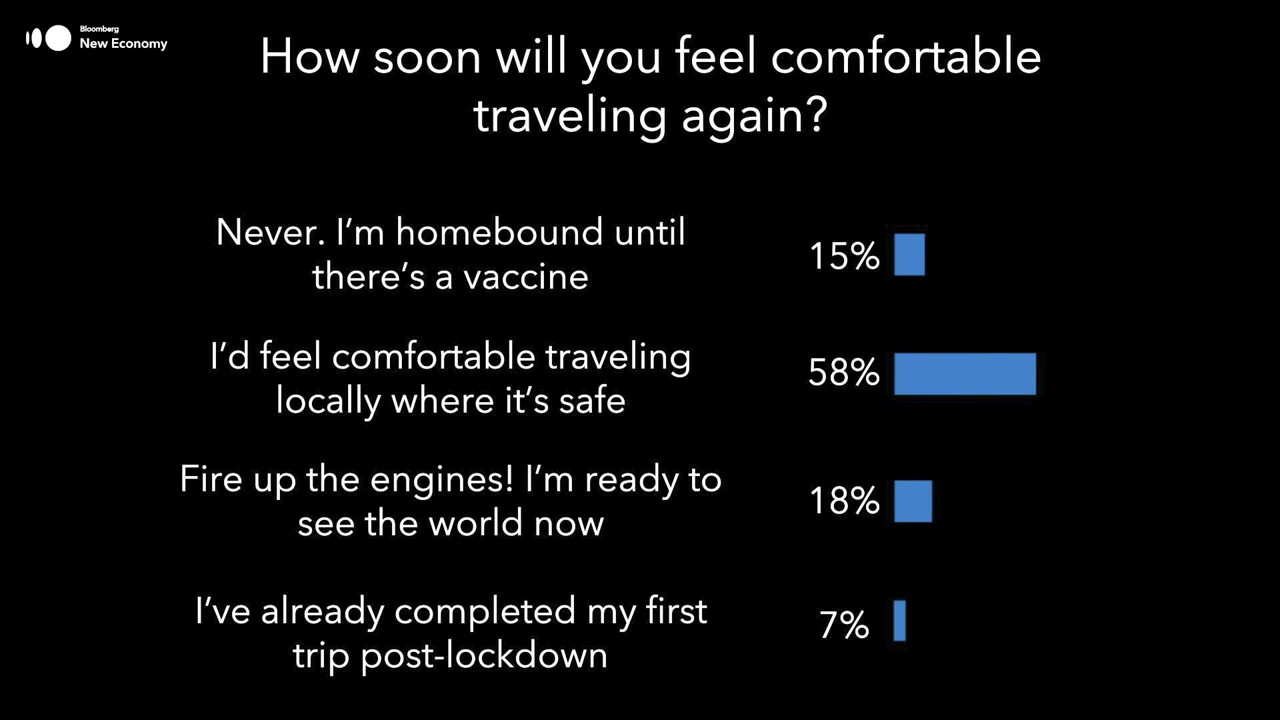 Bloomberg
New Economy
How soon will you feel comfortable
traveling again?
Never. I'm homebound until
there's a vaccine
15%
I'd feel comfortable traveling
locally where it's safe
58%
Fire up the engines! I'm ready to
see the world now
18%
I've already completed my first
trip post-lockdown
7%